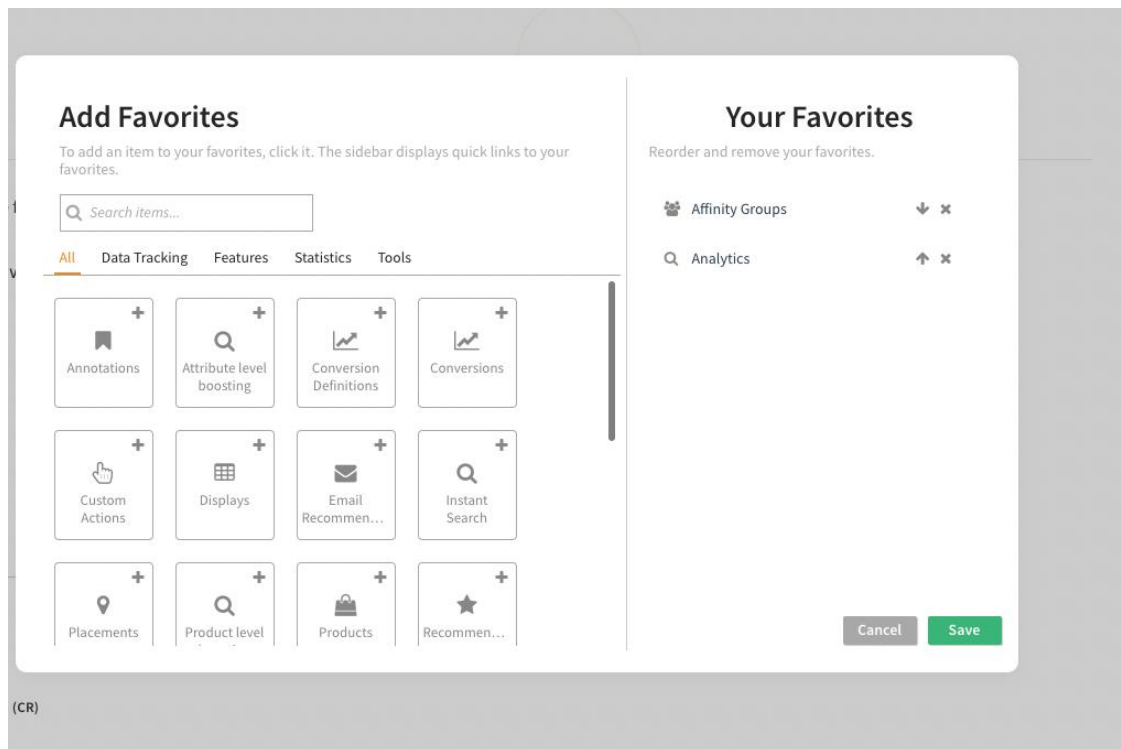 Add Favorites
To add an item to your favorites, click it. The sidebar displays quick links to your
favorites.
Search items...
All Data Tracking Features Statistics Tools
Annotations
Attribute level
boosting
Conversion
Definitions
Conversions
Custom
Actions
Displays
Email
Recommen...
Instant
Search
Placements
Product level
Products
Recommen...
Your Favorites
Reorder and remove your favorites.
Affinity Groups
Analytics
Cancel Save
(CR)